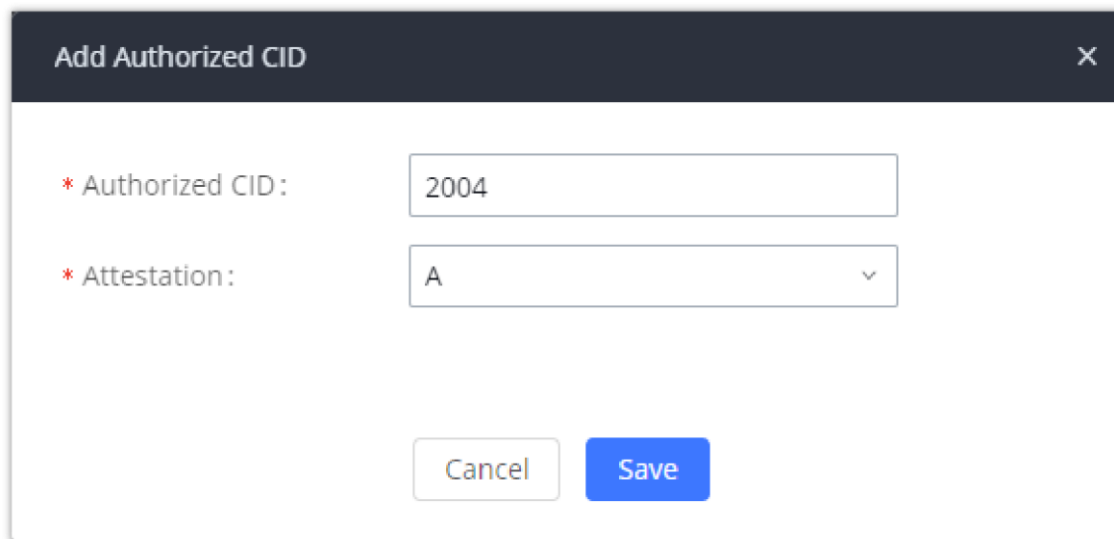 Add Authorized CID
* Authorized CID: 2004
* Attestation: A
Cancel Save